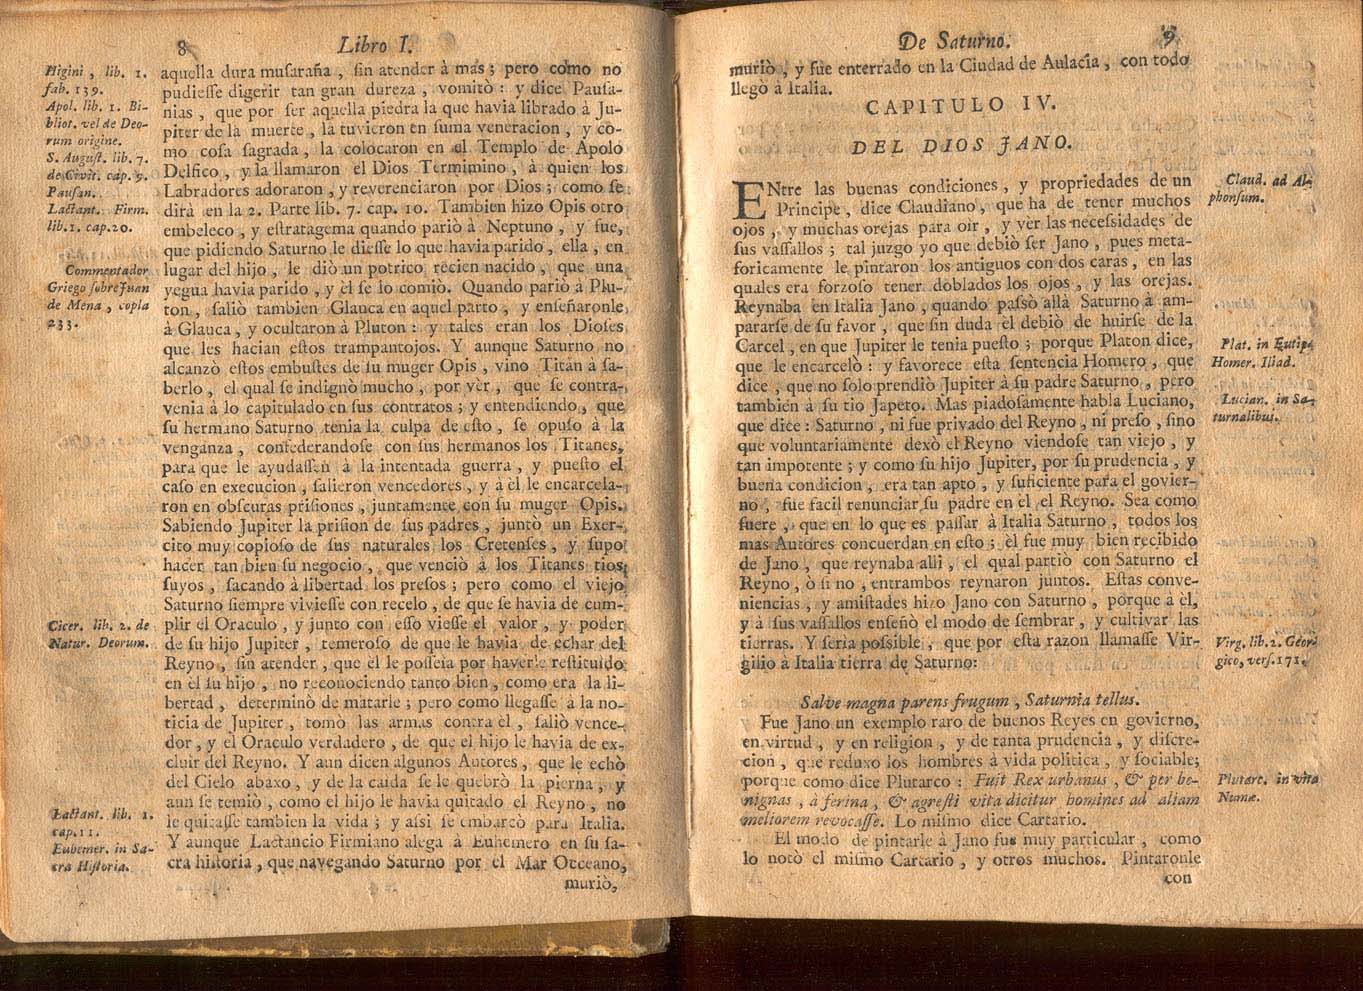 8
Libro I.
Higini, lib. 1.
fab. 139.
Apol. lib. 1. Bi-
bliot. vel de Deo-
rum origine.
S. August. lib. 7.
de Civit. cap. 9.
Pausan.
Lactant. Firm.
lib. 1. cap. 20.
Commentador
Griego sobre Juan
de Mena, copla
233.
Cicer. lib. 2. de
Natur. Deorum.
Lactant. lib. 1.
cap. 11.
Euhemer. in Sa-
cra Historia.
aquella dura musaraña, sin atender à mas; pero como no
pudiesse digerir tan gran dureza, vomitò: y dice Pausa-
nias, que por ser aquella piedra la que havia librado à Ju-
piter de la muerte, la tuvieron en suma veneracion, y co-
mo cosa sagrada, la colocaron en el Templo de Apolo
Delfico, y la llamaron el Dios Termimino, à quien los
Labradores adoraron, y reverenciaron por Dios; como se
dirà en la 2. Parte lib. 7. cap. 10. Tambien hizo Opis otro
embeleco, y estratagema quando pariò à Neptuno, y fue,
que pidiendo Saturno le diesse lo que havia parido, ella, en
lugar del hijo, le diò un potrico recien nacido, que una
yegua havia parido, y èl se lo comiò. Quando pariò à Plu-
ton, saliò tambien Glauca en aquel parto, y enseñaronle
à Glauca, y ocultaron à Pluton: y tales eran los Dioses
que les hacian estos trampantojos. Y aunque Saturno no
alcanzò estos embustes de su muger Opis, vino Titàn à sa-
berlo, el qual se indignò mucho, por vèr, que se contra-
venia à lo capitulado en sus contratos; y entendiendo, que
su hermano Saturno tenia la culpa de esto, se opuso à la
venganza, confederandose con sus hermanos los Titanes,
para que le ayudassen à la intentada guerra, y puesto el
caso en execucion, salieron vencedores, y à èl le encarcela-
ron en obscuras prisiones, juntamente con su muger Opis.
Sabiendo Jupiter la prision de sus padres, juntò un Exer-
cito muy copioso de sus naturales los Cretenses, y supo
hacer tan bien su negocio, que venciò à los Titanes tios
suyos, sacando à libertad los presos; pero como el viejo
Saturno siempre viviesse con recelo, de que se havia de cum-
plir el Oraculo, y junto con esso viesse el valor, y poder
de su hijo Jupiter, temeroso de que le havia de echar del
Reyno, sin atender, que èl le posseia por haverle restituìdo
en èl su hijo, no reconociendo tanto bien, como era la li-
bertad, determinò de matarle; pero como llegasse à la no-
ticia de Jupiter, tomò las armas contra èl, saliò vence-
dor, y el Oraculo verdadero, de que el hijo le havia de ex-
cluir del Reyno. Y aun dicen algunos Autores, que le echò
del Cielo abaxo, y de la caìda se le quebrò la pierna, y
aun se temiò, como el hijo le havia quitado el Reyno, no
le quitasse tambien la vida; y assi se embarcò para Italia.
Y aunque Lactancio Firmiano alega à Euhemero en su sa-
cra historia, que navegando Saturno por el Mar Occeano,
muriò,
De Saturno.
9
muriò, y fue enterrado en la Ciudad de Aulacìa, con todo
llegò à Italia.
CAPITULO IV.
DEL DIOS JANO.
ENtre las buenas condiciones, y propriedades de un
Principe, dice Claudiano, que ha de tener muchos
ojos, y muchas orejas para oìr, y vèr las necessidades de
sus vassallos; tal juzgo yo que debiò ser Jano, pues meta-
foricamente le pintaron los antiguos con dos caras, en las
quales era forzoso tener doblados los ojos, y las orejas.
Reynaba en Italia Jano, quando passò allà Saturno à am-
pararse de su favor, que sin duda èl debiò de huirse de la
Carcel, en que Jupiter le tenia puesto; porque Platon dice,
que le encarcelò: y favorece esta sentencia Homero, que
dice, que no solo prendiò Jupiter à su padre Saturno, pero
tambien à su tio Japeto. Mas piadosamente habla Luciano,
que dice: Saturno, ni fue privado del Reyno, ni preso, sino
que voluntariamente dexò el Reyno viendose tan viejo, y
tan impotente; y como su hijo Jupiter, por su prudencia, y
buena condicion, era tan apto, y suficiente para el govier-
no, fue facil renunciar su padre en èl el Reyno. Sea como
fuere, que en lo que es passar à Italia Saturno, todos los
mas Autores concuerdan en esto; èl fue muy bien recibido
de Jano, que reynaba alli, el qual partiò con Saturno el
Reyno, ò si no, entrambos reynaron juntos. Estas conve-
niencias, y amistades hizo Jano con Saturno, porque à èl,
y à sus vassallos enseñò el modo de sembrar, y cultivar las
tierras. Y serìa possible, que por esta razon llamasse Vir-
gilio à Italia tierra de Saturno:
Salve magna parens frugum, Saturnia tellus.
Fue Jano un exemplo raro de buenos Reyes en govierno,
en virtud, y en religion, y de tanta prudencia, y discre-
cion, que reduxo los hombres à vida politica, y sociable;
porque como dice Plutarco: Fuit Rex urbanus, & per be-
nignas, à ferina, & agresti vita dicitur homines ad aliam
meliorem revocasse. Lo mismo dice Cartario.
El modo de pintarle à Jano fue muy particular, como
lo notò el mismo Cartario, y otros muchos. Pintaronle
con
Claud. ad Al-
phonsum.
Plat. in Eutip.
Homer. Iliad.
Lucian. in Sa-
turnalibus.
Virg. lib. 2. Geor-
gico, vers. 171.
Plutarc. in vita
Numæ.